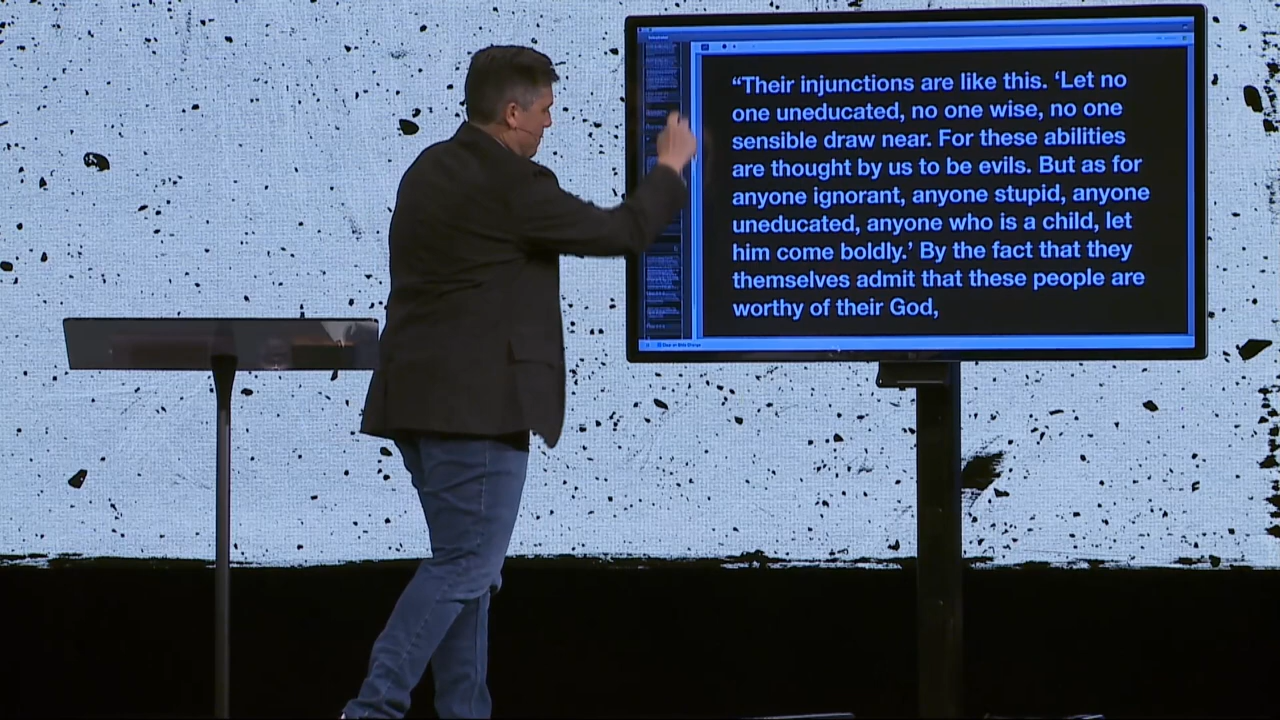 “Their injunctions are like this. ‘Let no
one uneducated, no one wise, no one
sensible draw near. For these abilities
are thought by us to be evils. But as for
anyone ignorant, anyone stupid, anyone
uneducated, anyone who is a child, let
him come boldly.’ By the fact that they
themselves admit that these people are
worthy of their God,